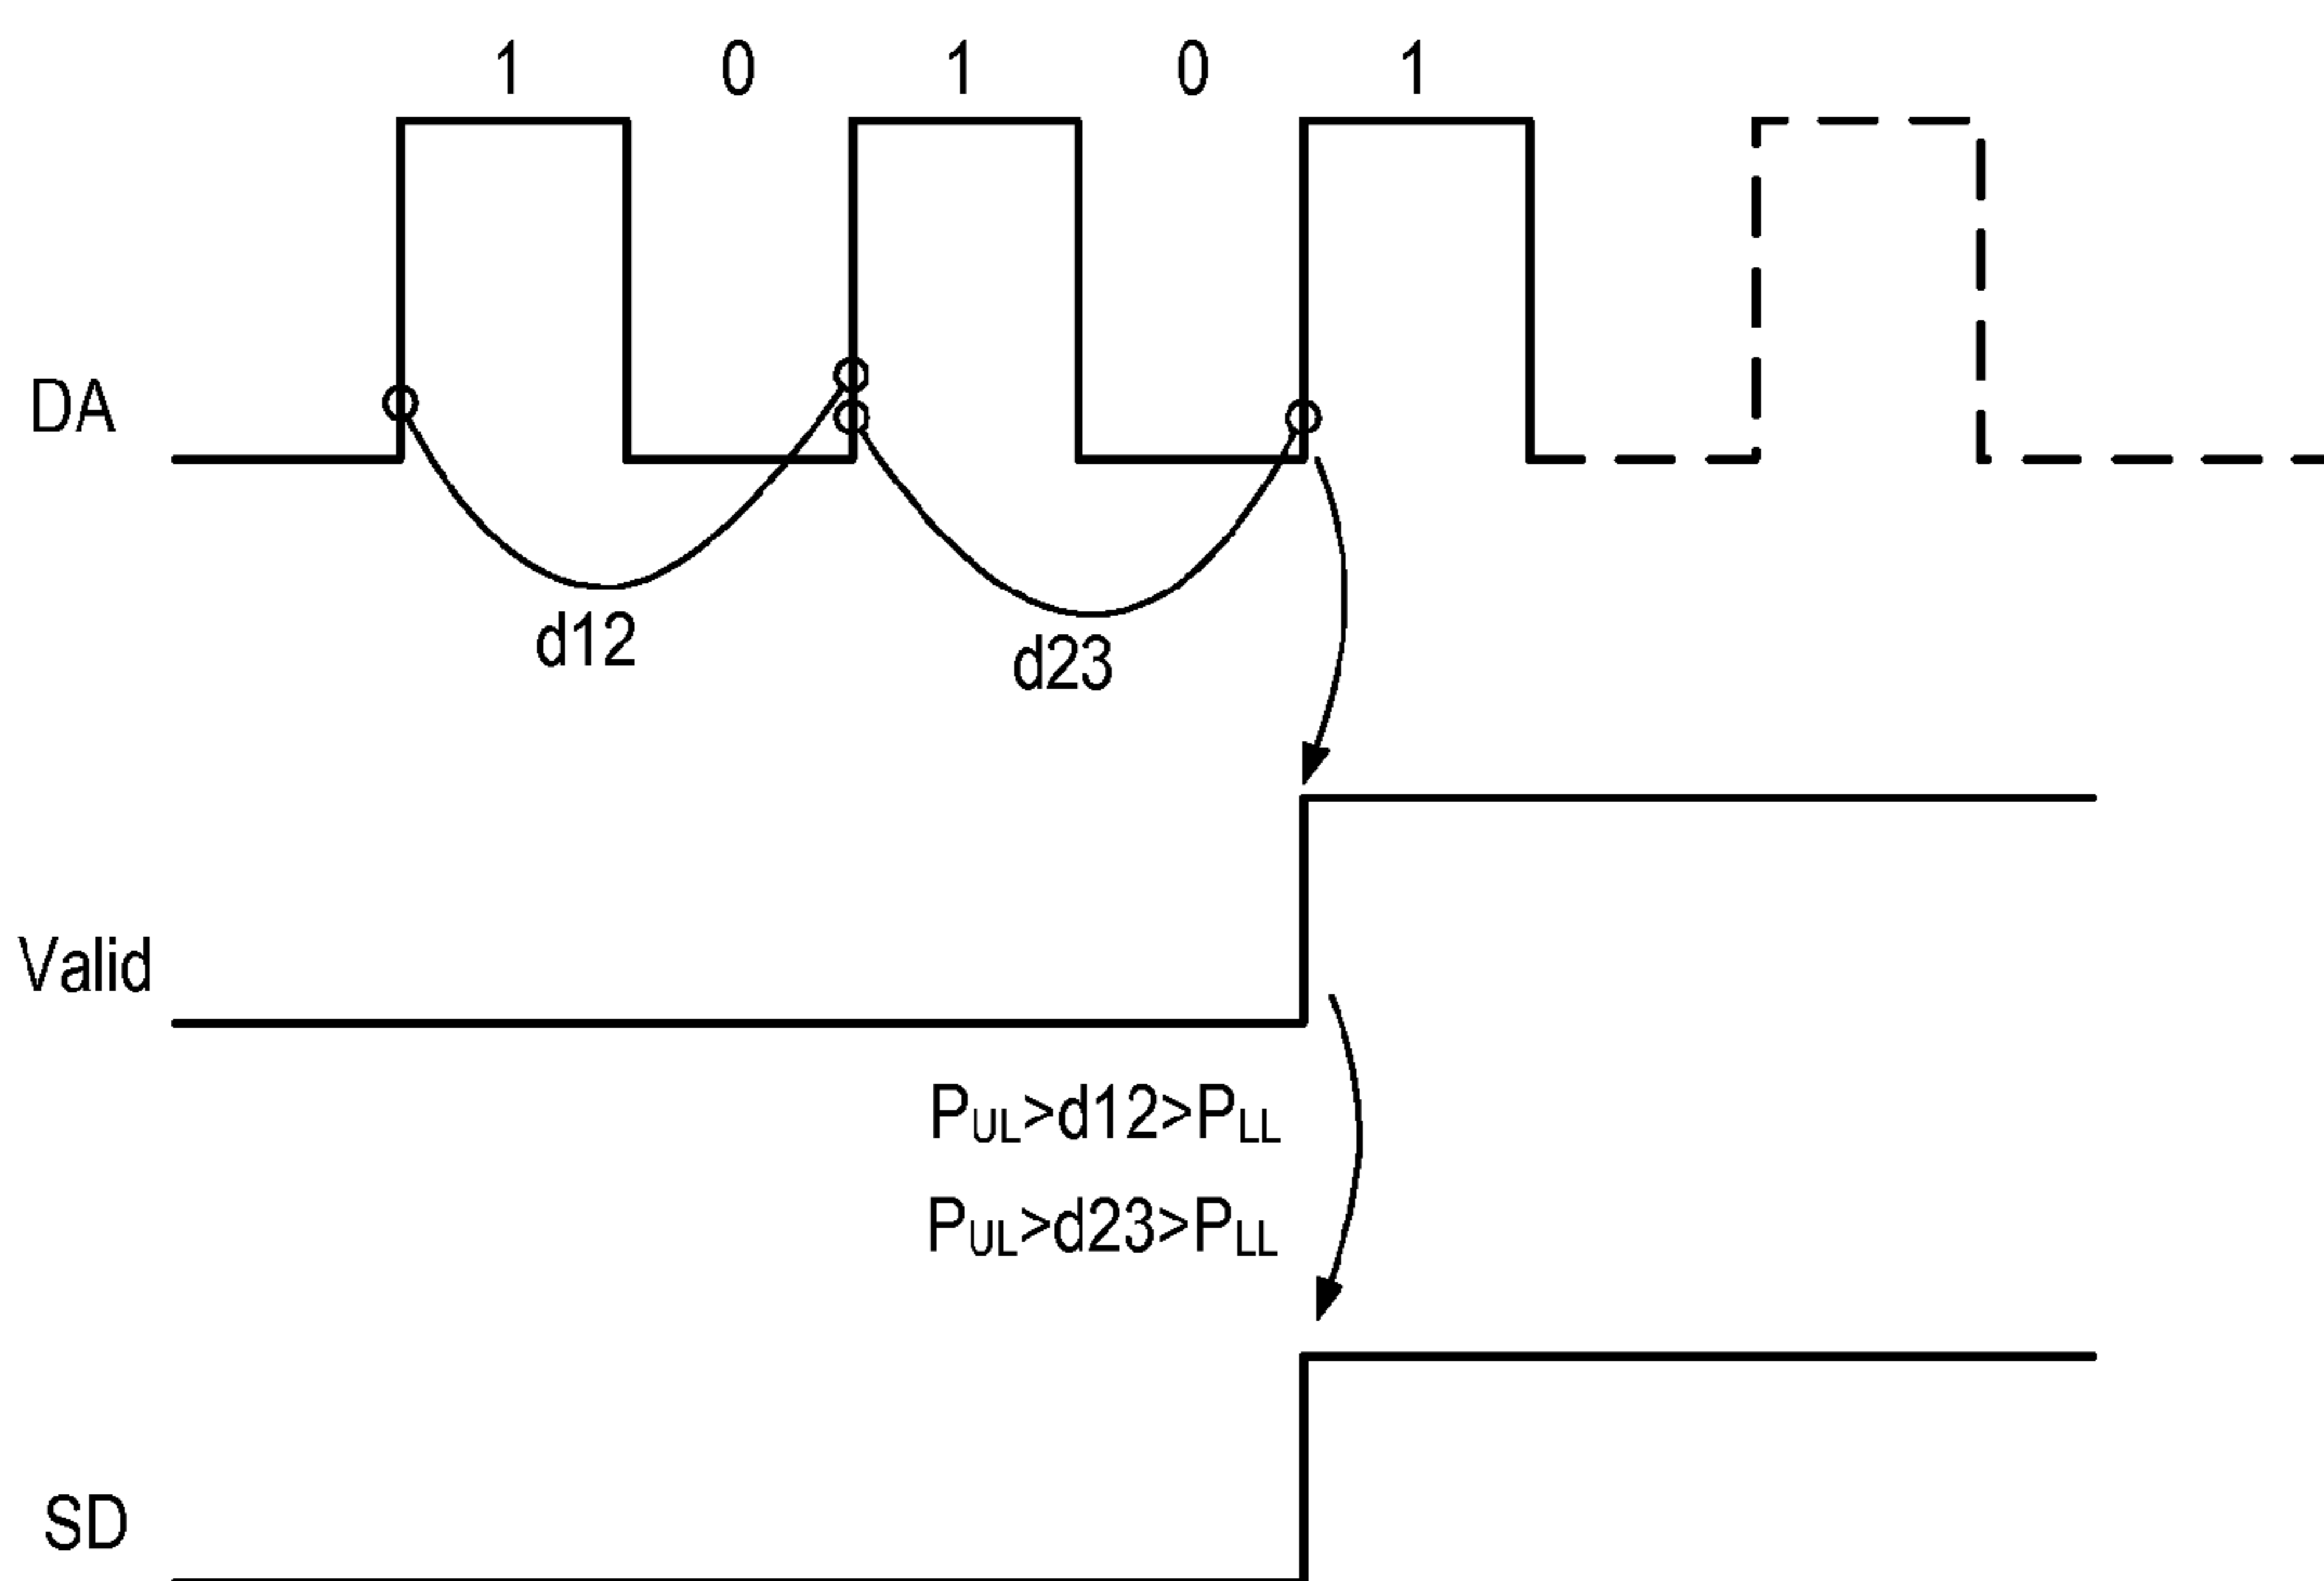 1 0 1 0 1
DA
d12
d23
Valid
PUL>d12>PLL
PUL>d23>PLL
SD